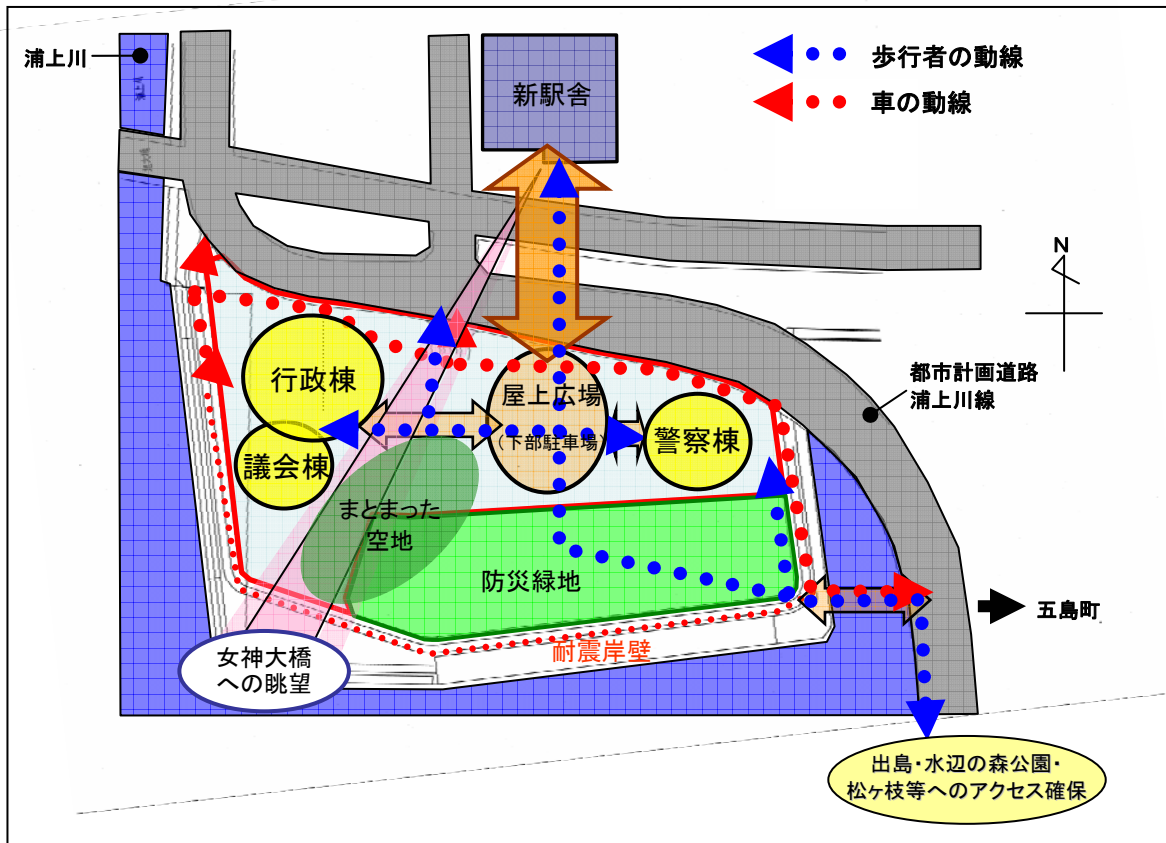 浦上川
新駅舎
歩行者の動線
車の動線
N
行政棟
屋上広場
(下部駐車場)
警察棟
議会棟
都市計画道路
浦上川線
まとまった
空地
防災緑地
五島町
耐震岸壁
女神大橋
への眺望
出島・水辺の森公園・
松ヶ枝等へのアクセス確保